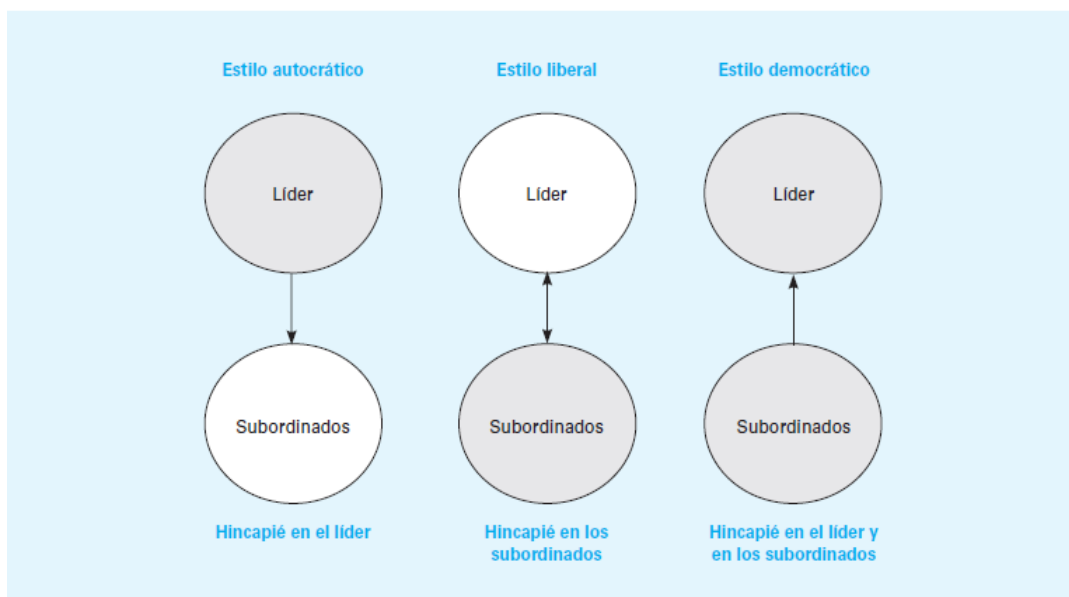 Estilo autocrático
Estilo liberal
Estilo democrático
Líder
Líder
Líder
Subordinados
Subordinados
Subordinados
Hincapié en el líder
Hincapié en los
subordinados
Hincapié en el líder y
en los subordinados